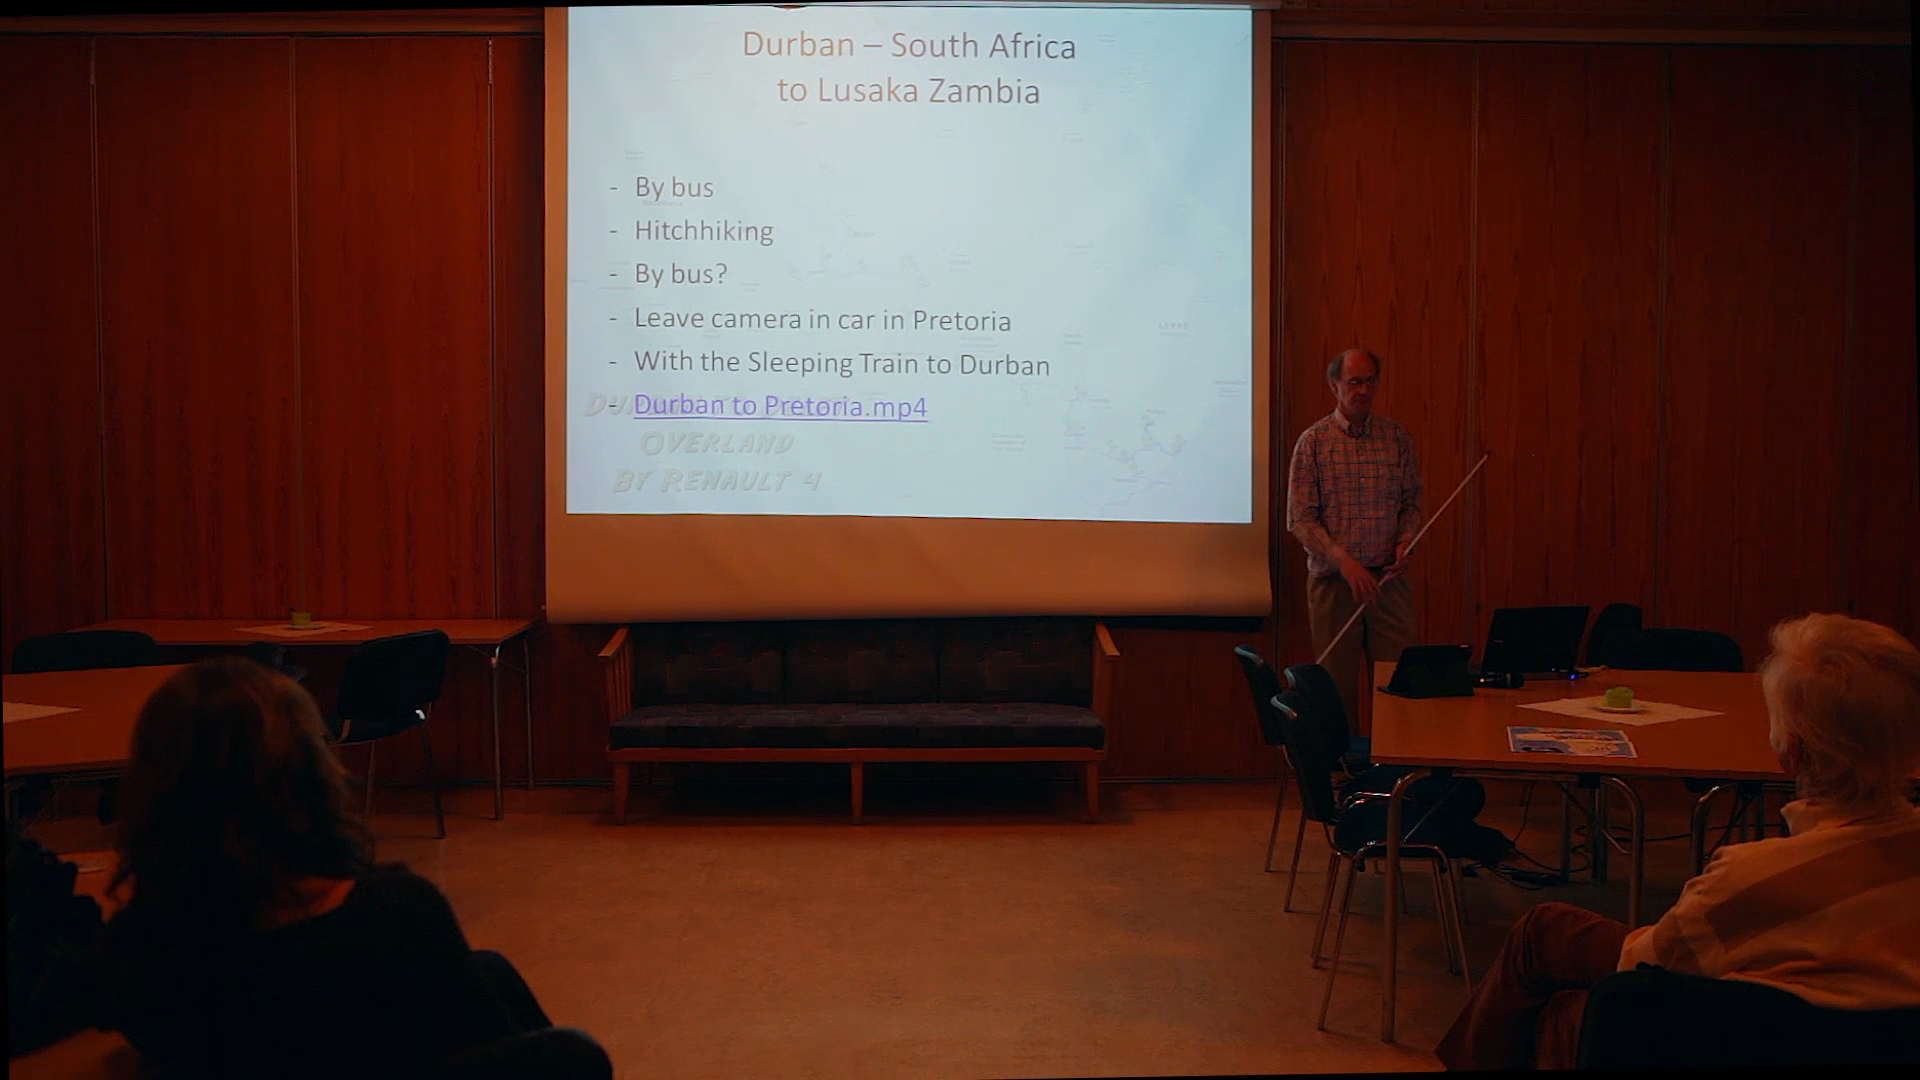 Durban – South Africa
to Lusaka Zambia
- By bus
- Hitchhiking
- By bus?
- Leave camera in car in Pretoria
- With the Sleeping Train to Durban
- Durban to Pretoria.mp4
OVERLAND
BY RENAULT 4